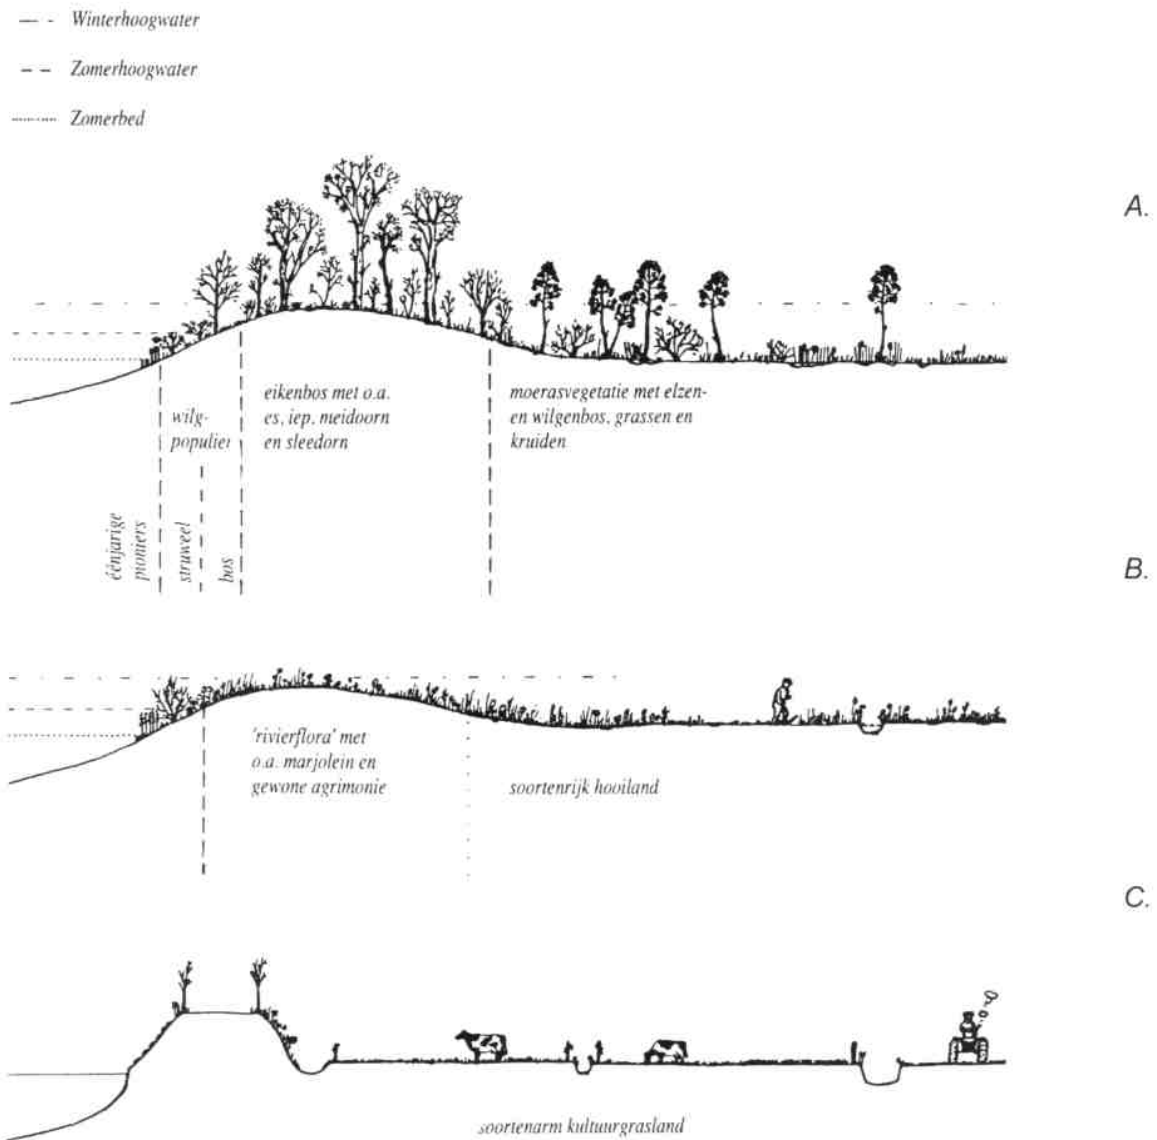 Winterhoogwater
Zomerhoogwater
Zomerbed
A.
wilg-
populier
eikenbos met o.a.
es, iep, meidoorn
en sleedorn
moerasvegetatie met elzen-
en wilgenbos, grassen en
kruiden
éénjarige
pioniers
struweel
bos
B.
'rivierflora' met
o.a. marjolein en
gewone agrimonie
soortenrijk hooiland
C.
soortenarm kultuurgrasland